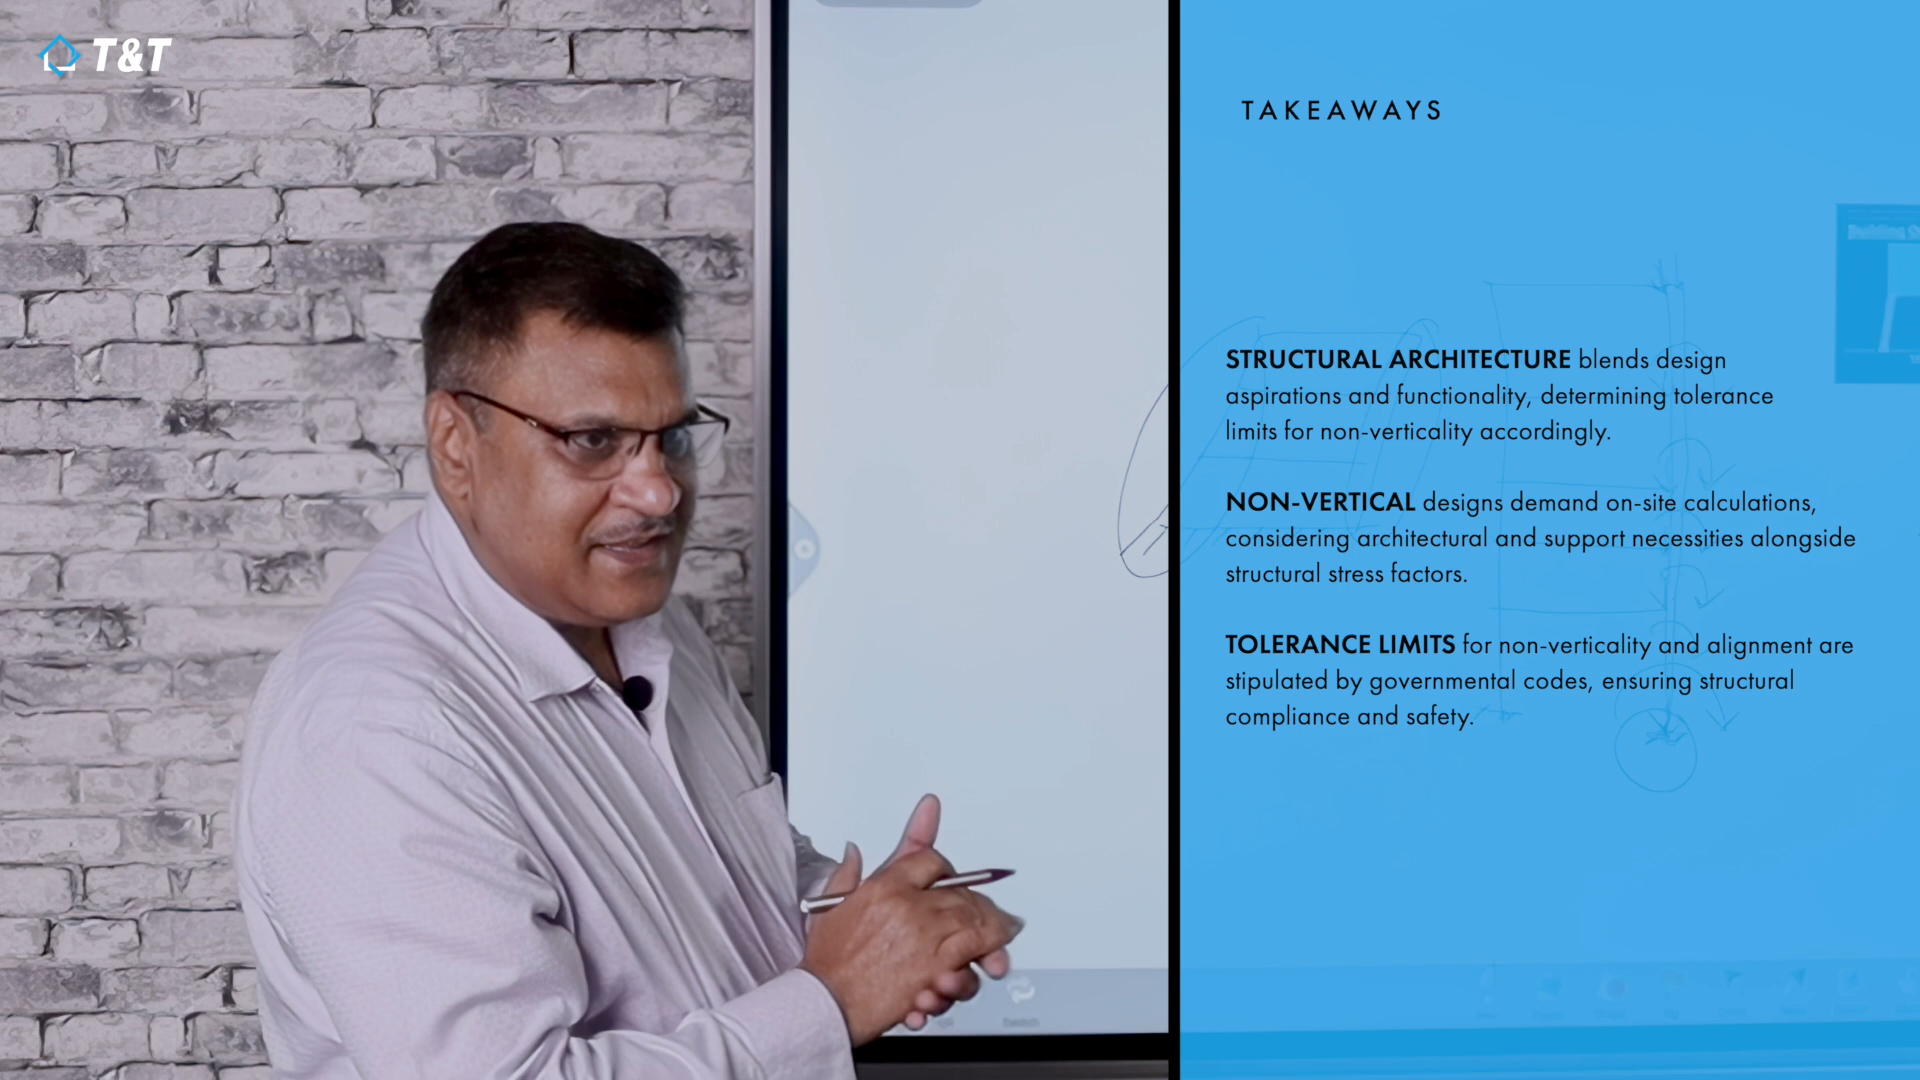 T&T
TAKEAWAYS
STRUCTURAL ARCHITECTURE blends design
aspirations and functionality, determining tolerance
limits for non-verticality accordingly.
NON-VERTICAL designs demand on-site calculations,
considering architectural and support necessities alongside
structural stress factors.
TOLERANCE LIMITS for non-verticality and alignment are
stipulated by governmental codes, ensuring structural
compliance and safety.